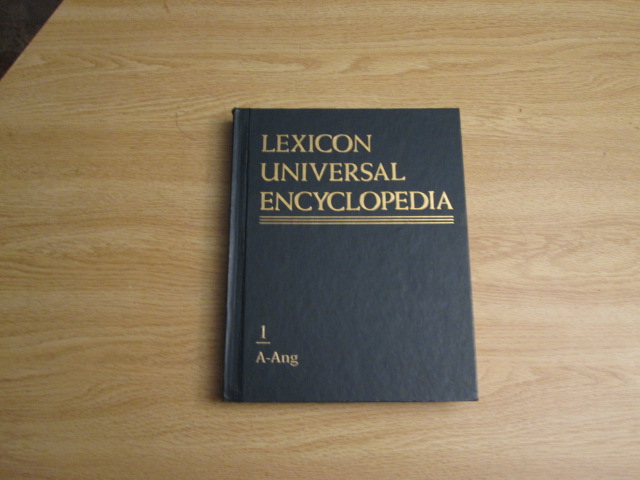 LEXICON
UNIVERSAL
ENCYCLOPEDIA
1
A-Ang